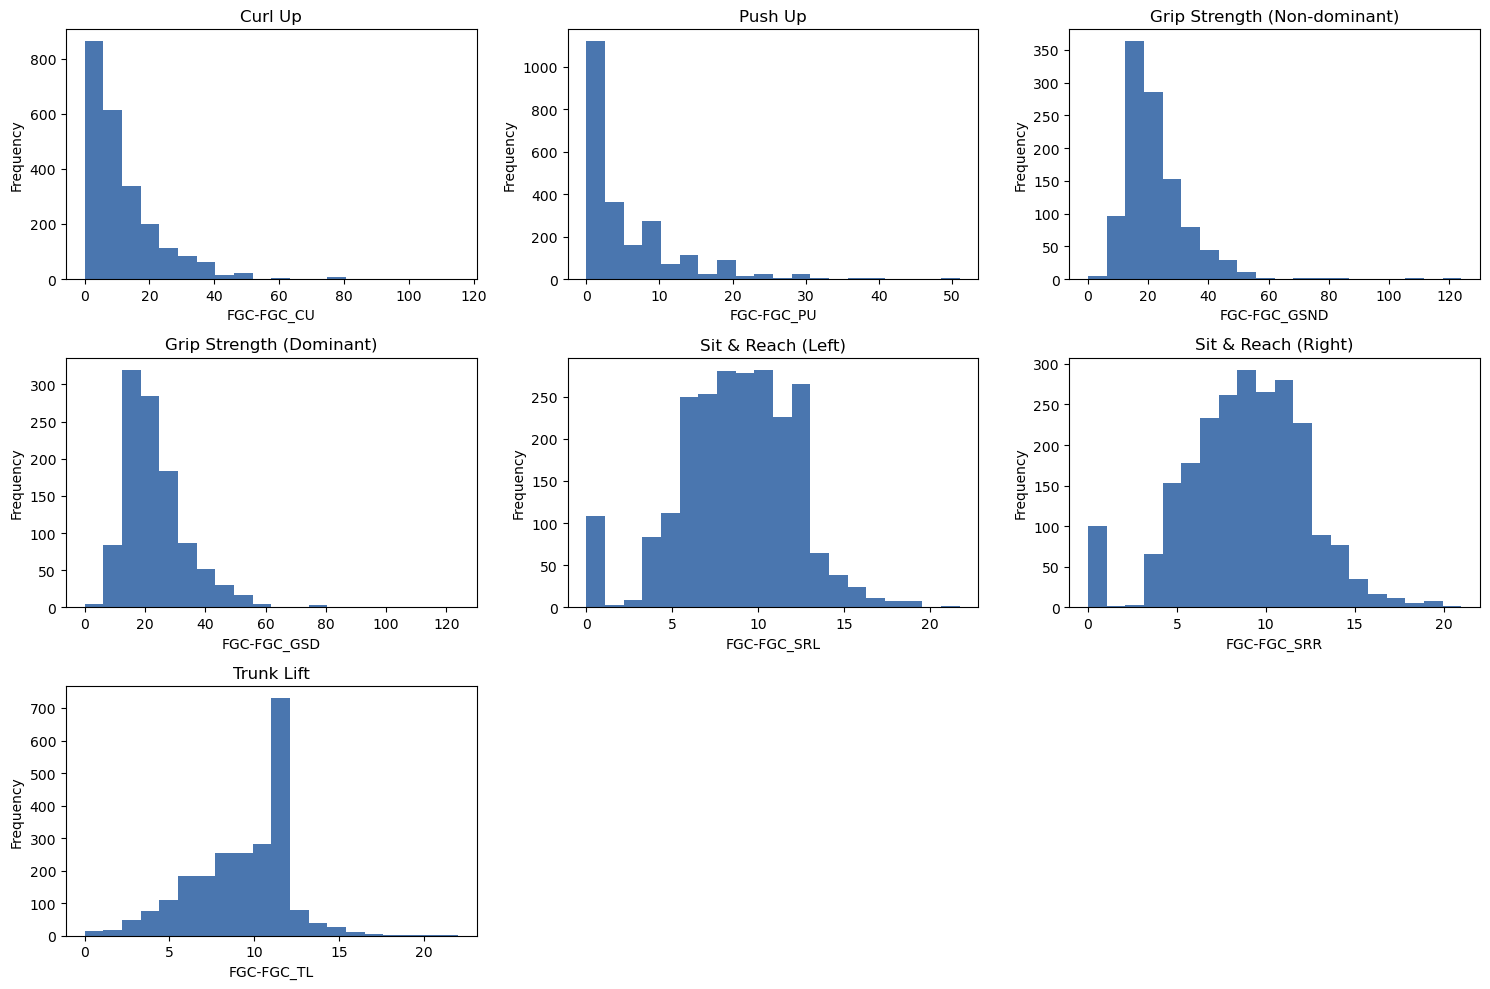 Curl Up
Frequency
800
600
400
200
0
0 20 40 60 80 100 120
FGC-FGC_CU
Push Up
Frequency
1000
800
600
400
200
0
0 10 20 30 40 50
FGC-FGC_PU
Grip Strength (Non-dominant)
Frequency
350
300
250
200
150
100
50
0
0 20 40 60 80 100 120
FGC-FGC_GSND
Grip Strength (Dominant)
Frequency
300
250
200
150
100
50
0
0 20 40 60 80 100 120
FGC-FGC_GSD
Sit & Reach (Left)
Frequency
250
200
150
100
50
0
0 5 10 15 20
FGC-FGC_SRL
Sit & Reach (Right)
Frequency
300
250
200
150
100
50
0
0 5 10 15 20
FGC-FGC_SRR
Trunk Lift
Frequency
700
600
500
400
300
200
100
0
0 5 10 15 20
FGC-FGC_TL